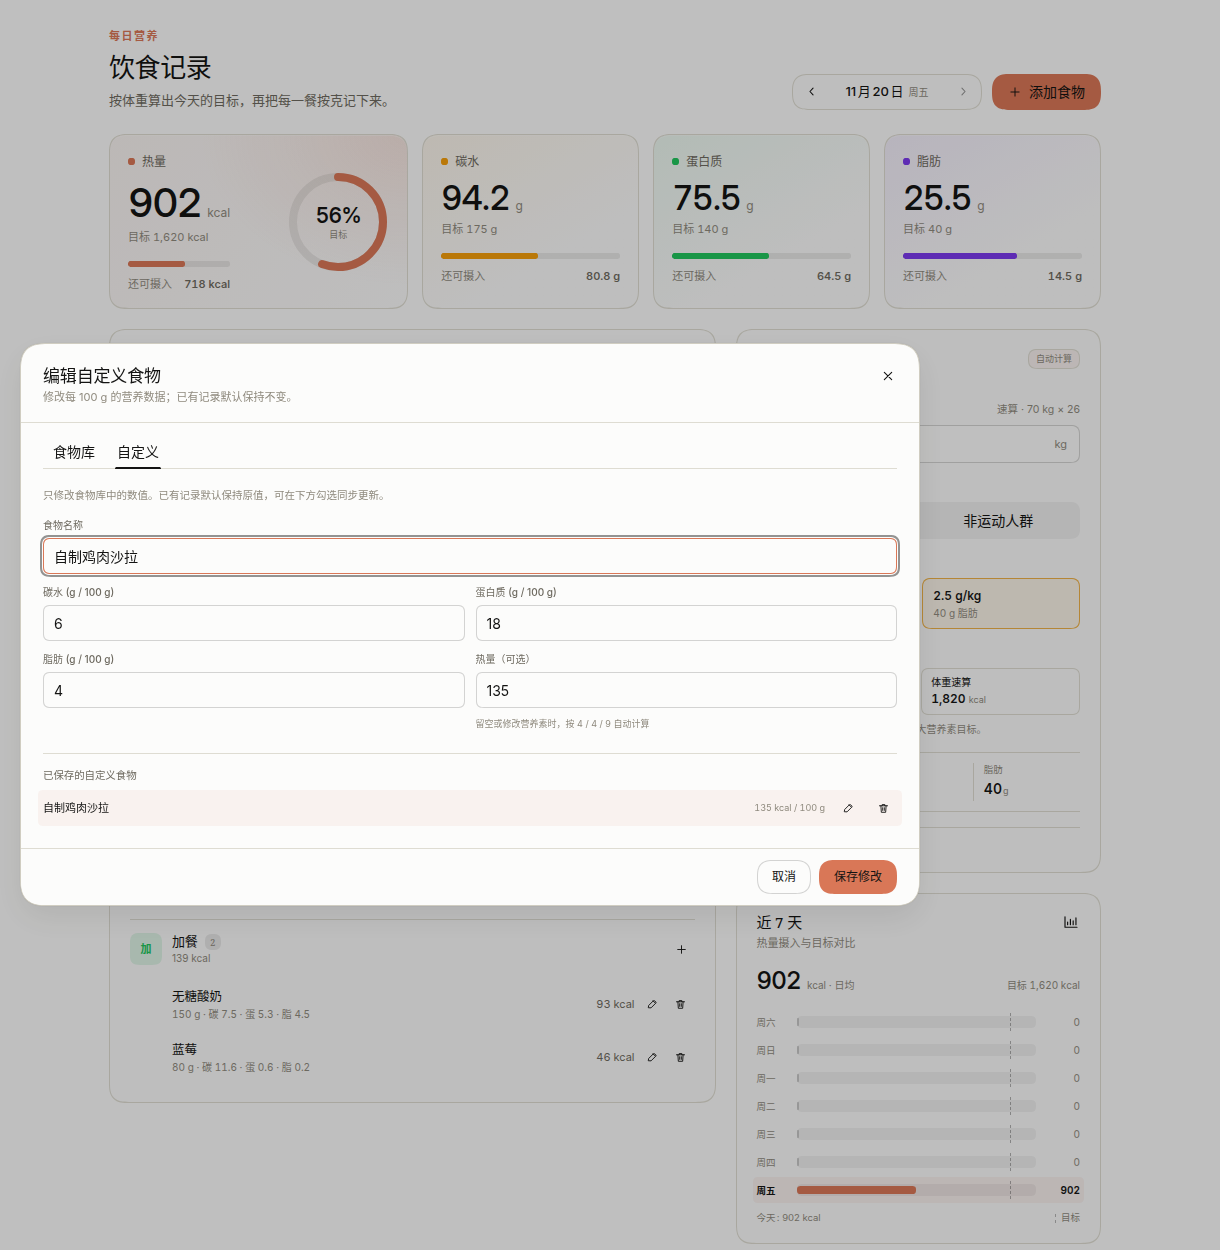 每日营养
饮食记录
按体重算出今天的目标，再把每一餐按克记下来。
11月20日 周五
添加食物
热量
902 kcal
目标 1,620 kcal
还可摄入 718 kcal
56%
目标
碳水
94.2 g
目标 175 g
还可摄入 80.8 g
蛋白质
75.5 g
目标 140 g
还可摄入 64.5 g
脂肪
25.5 g
目标 40 g
还可摄入 14.5 g
编辑自定义食物
修改每 100 g 的营养数据；已有记录默认保持不变。
食物库 自定义
只修改食物库中的数值。已有记录默认保持原值，可在下方勾选同步更新。
食物名称
自制鸡肉沙拉
碳水 (g / 100 g)
6
蛋白质 (g / 100 g)
18
脂肪 (g / 100 g)
4
热量（可选）
135
留空或修改营养素时，按 4 / 4 / 9 自动计算
已保存的自定义食物
自制鸡肉沙拉 135 kcal / 100 g
取消 保存修改
自动计算
速算 · 70 kg × 26
kg
非运动人群
2.5 g/kg
40 g 脂肪
体重速算
1,820 kcal
大营养素目标。
脂肪
40 g
加
加餐 2
139 kcal
无糖酸奶
150 g · 碳 7.5 · 蛋 5.3 · 脂 4.5
93 kcal
蓝莓
80 g · 碳 11.6 · 蛋 0.6 · 脂 0.2
46 kcal
近 7 天
热量摄入与目标对比
902 kcal · 日均
目标 1,620 kcal
周六 0
周日 0
周一 0
周二 0
周三 0
周四 0
周五 902
今天: 902 kcal
目标